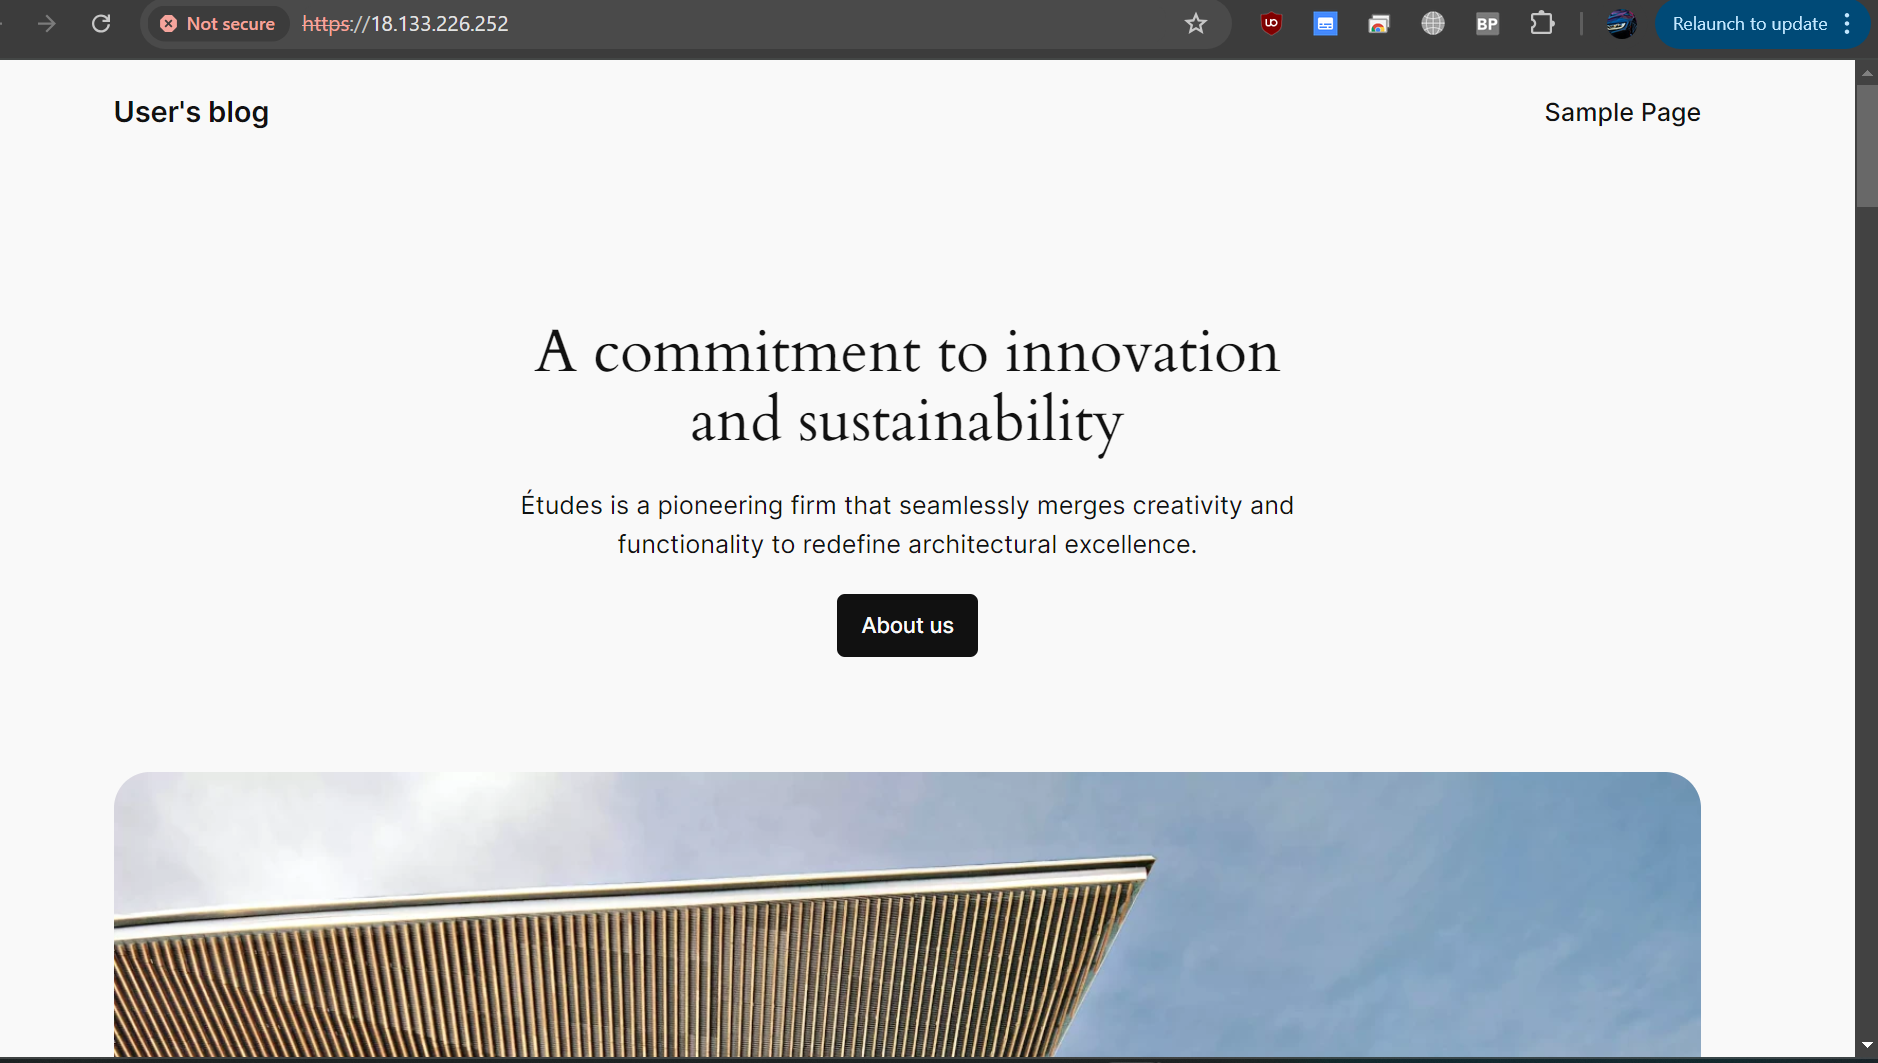 Not secure https://18.133.226.252 BP Relaunch to update
User's blog Sample Page
A commitment to innovation
and sustainability
Études is a pioneering firm that seamlessly merges creativity and
functionality to redefine architectural excellence.
About us